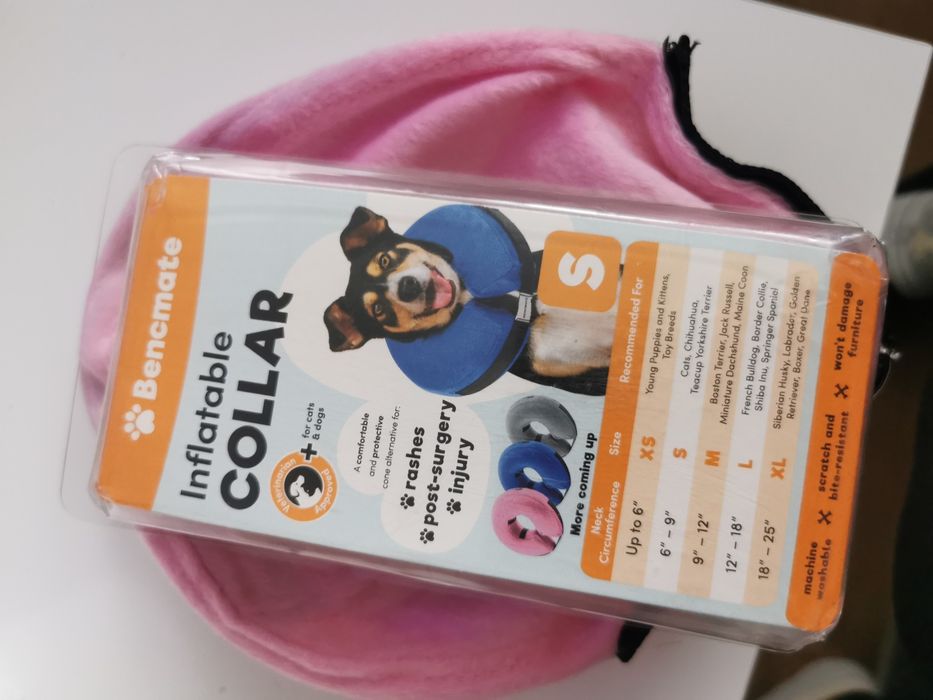 Bencmate
Inflatable
COLLAR
Veterinarian
Approved
+ for cats
& dogs
A comfortable
and protective
cone alternative for:
rashes
post-surgery
injury
More coming up
S
Neck
Circumference
Size
Recommended For
Up to 6" XS Young Puppies and Kittens,
Toy Breeds
6" – 9" S Cats, Chihuahua,
Teacup Yorkshire Terrier
9" – 12" M Boston Terrier, Jack Russell,
Miniature Dachshund, Maine Coon
12" – 18" L French Bulldog, Border Collie,
Shiba Inu, Springer Spaniel
18" – 25" XL Siberian Husky, Labrador, Golden
Retriever, Boxer, Great Dane
machine
washable
scratch and
bite-resistant
won't damage
furniture